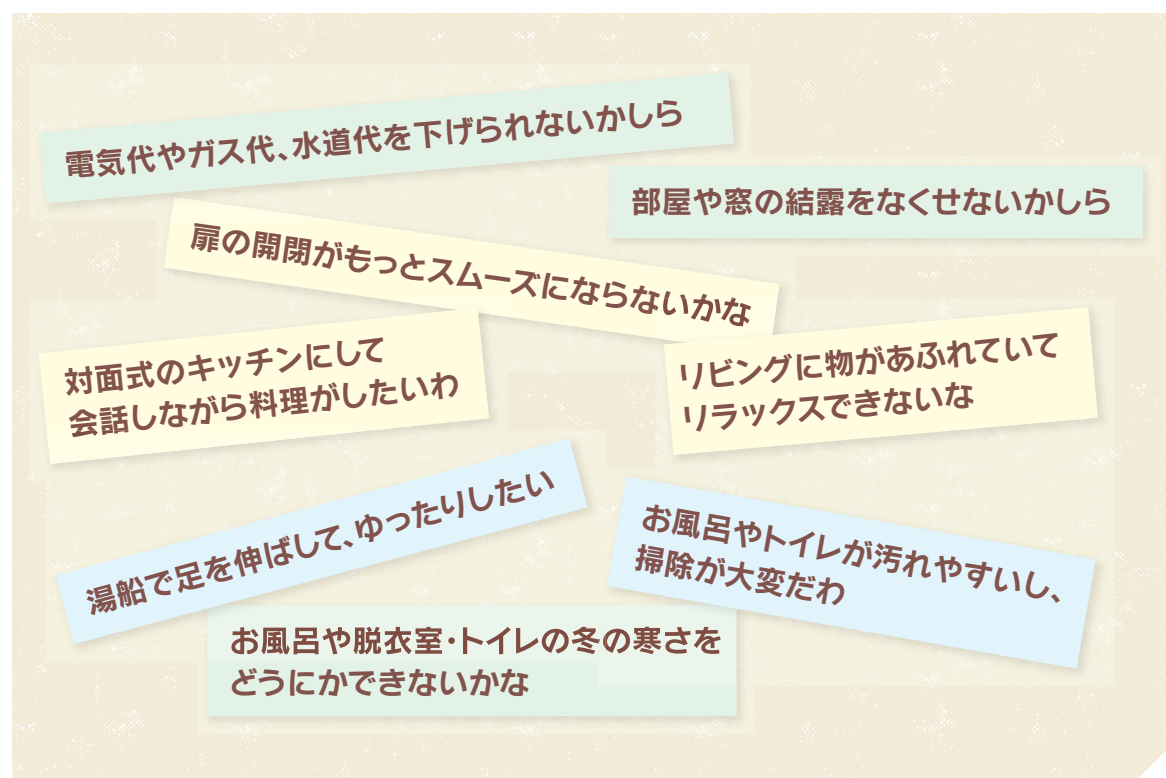 電気代やガス代、水道代を下げられないかしら
部屋や窓の結露をなくせないかしら
扉の開閉がもっとスムーズにならないかな
対面式のキッチンにして
会話しながら料理がしたいわ
リビングに物があふれていて
リラックスできないな
湯船で足を伸ばして、ゆったりしたい
お風呂やトイレが汚れやすいし、
掃除が大変だわ
お風呂や脱衣室・トイレの冬の寒さを
どうにかできないかな